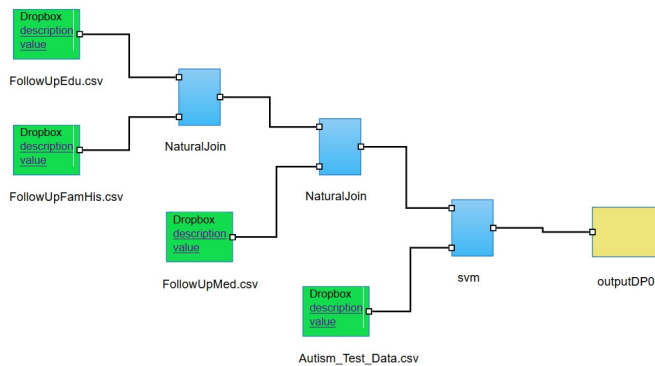 Dropbox
description
value
FollowUpEdu.csv
Dropbox
description
value
FollowUpFamHis.csv
NaturalJoin
NaturalJoin
Dropbox
description
value
FollowUpMed.csv
svm
outputDP0
Dropbox
description
value
Autism_Test_Data.csv